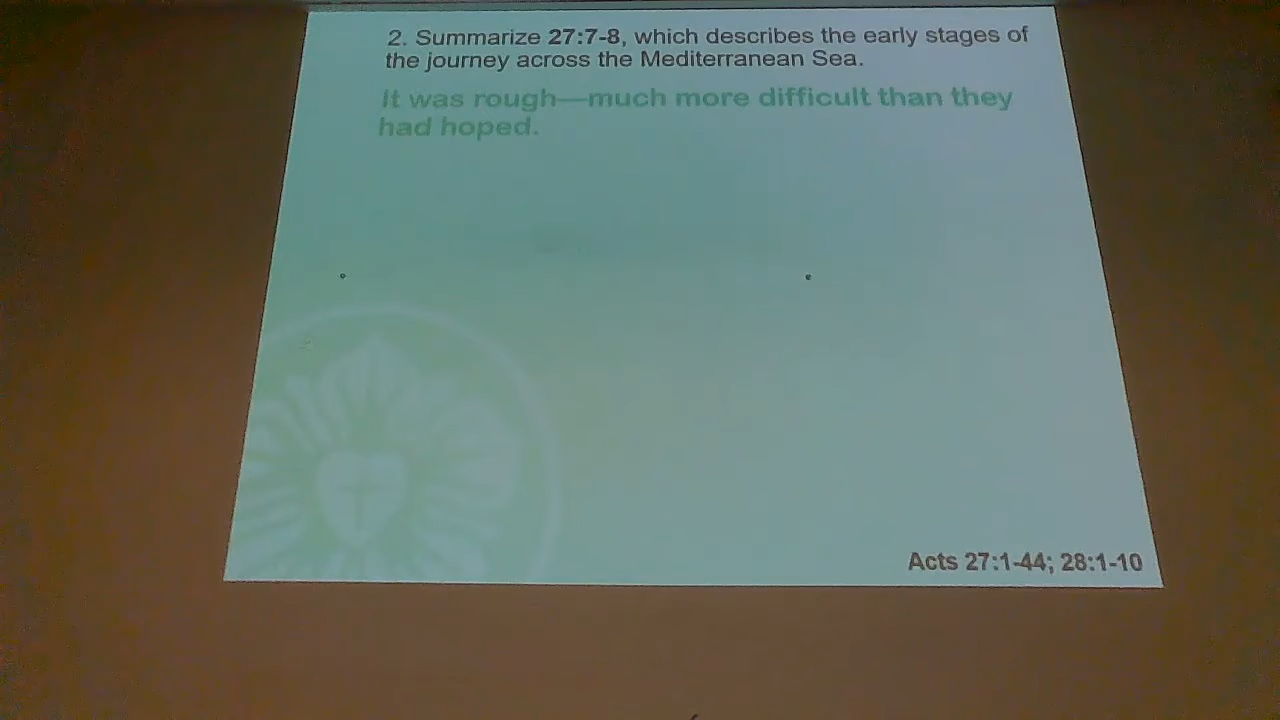 2. Summarize 27:7-8, which describes the early stages of
the journey across the Mediterranean Sea.
It was rough—much more difficult than they
had hoped.
Acts 27:1-44; 28:1-10